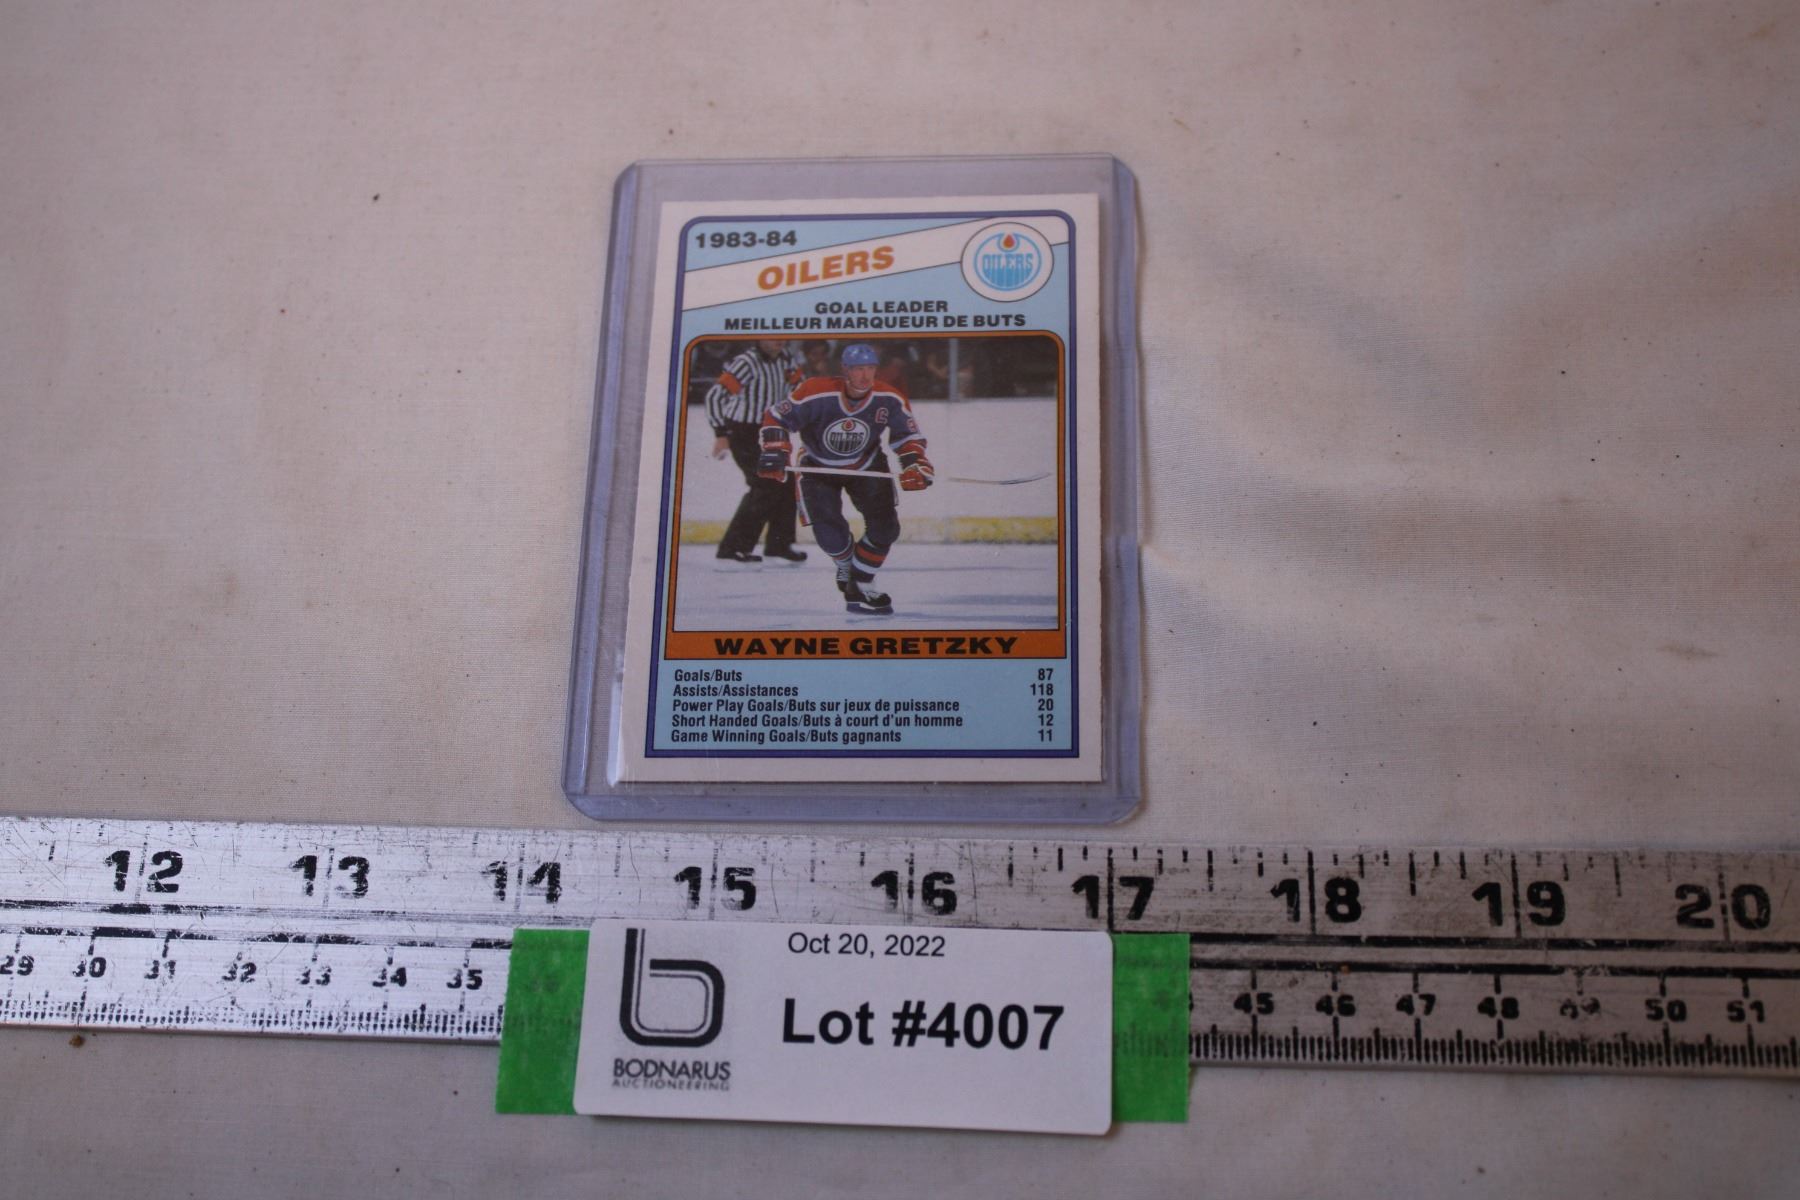 1983-84
OILERS
OILERS
GOAL LEADER
MEILLEUR MARQUEUR DE BUTS
C
OILERS
WAYNE GRETZKY
Goals/Buts 87
Assists/Assistances 118
Power Play Goals/Buts sur jeux de puissance 20
Short Handed Goals/Buts à court d'un homme 12
Game Winning Goals/Buts gagnants 11
12 13 14 15 16 17 18 19 20
29 30 31 32 33 34 35 45 46 47 48 49 50 51
Oct 20, 2022
Lot #4007
BODNARUS
AUCTIONEERING